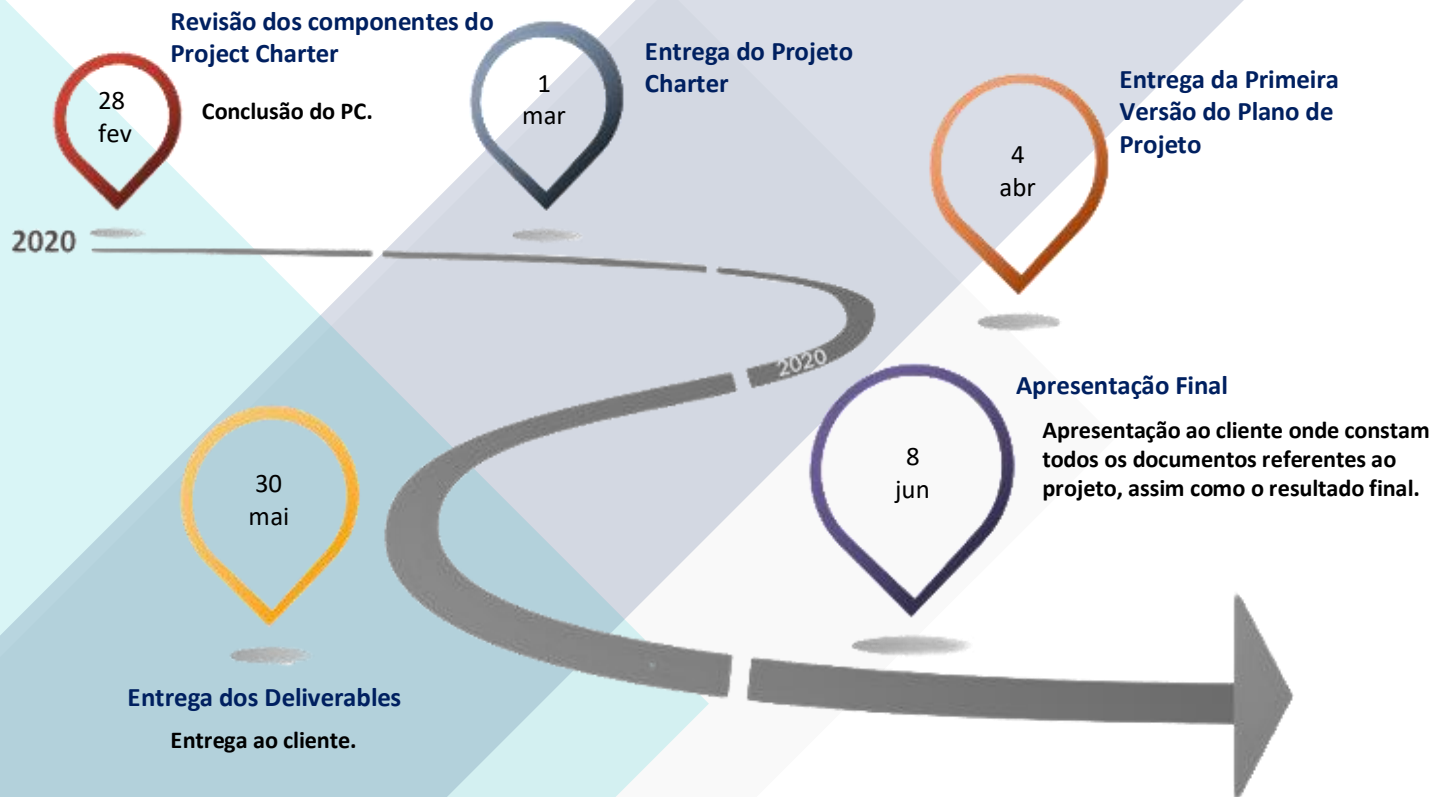 Revisão dos componentes do
Project Charter
28
fev
Conclusão do PC.
1
mar
Entrega do Projeto
Charter
4
abr
Entrega da Primeira
Versão do Plano de
Projeto
2020
2020
30
mai
Entrega dos Deliverables
Entrega ao cliente.
8
jun
Apresentação Final
Apresentação ao cliente onde constam
todos os documentos referentes ao
projeto, assim como o resultado final.